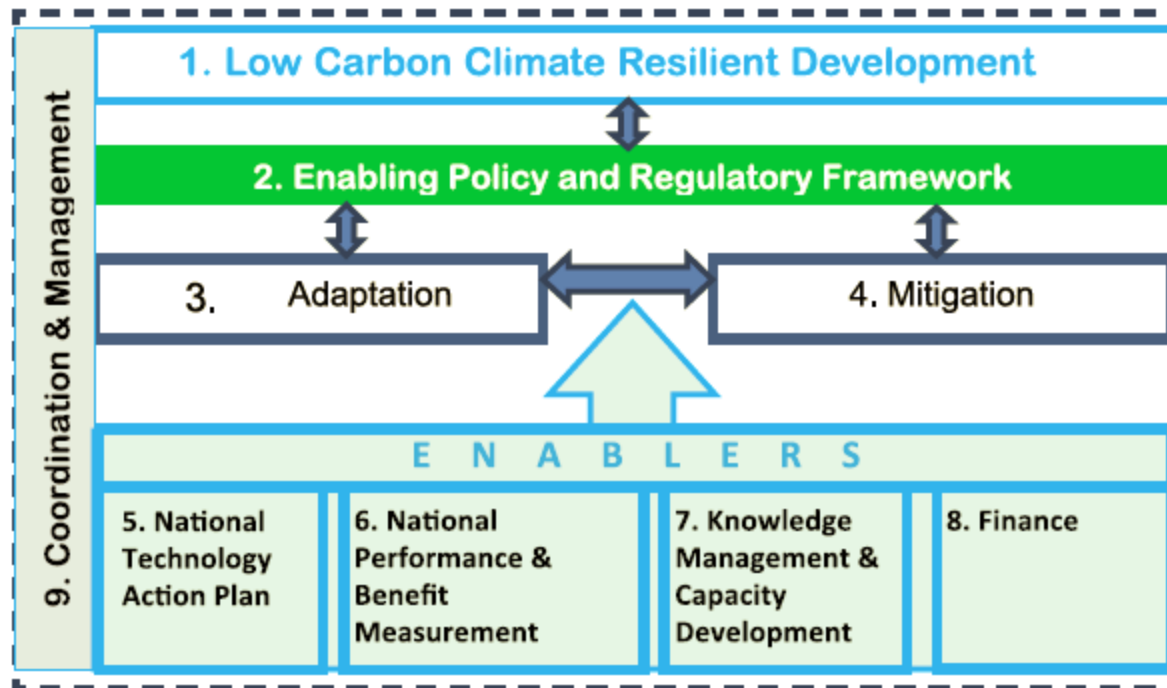 9. Coordination & Management
1. Low Carbon Climate Resilient Development
2. Enabling Policy and Regulatory Framework
3. Adaptation
4. Mitigation
E N A B L E R S
5. National
Technology
Action Plan
6. National
Performance &
Benefit
Measurement
7. Knowledge
Management &
Capacity
Development
8. Finance